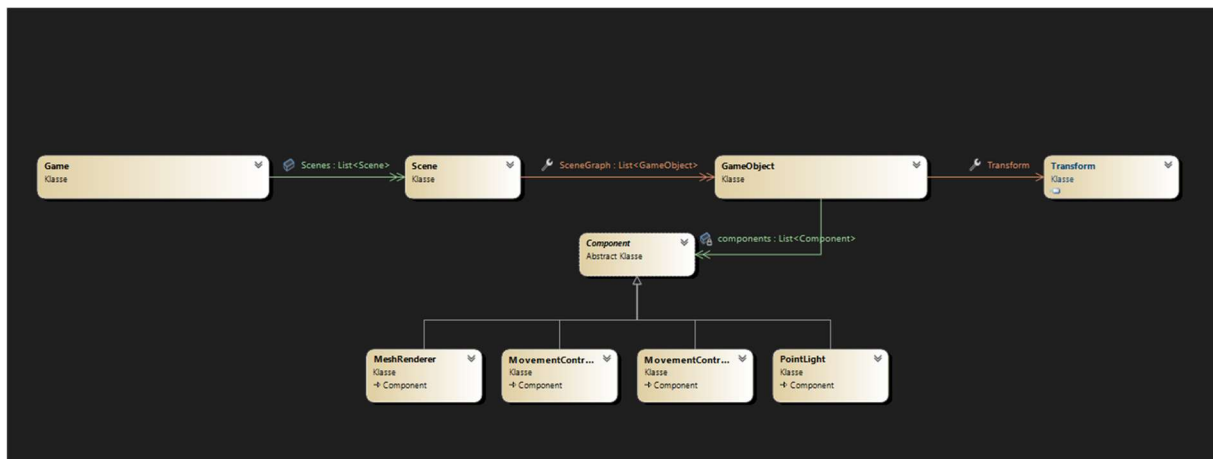 Game
Klasse
Scenes : List<Scene>
Scene
Klasse
SceneGraph : List<GameObject>
GameObject
Klasse
Transform
Transform
Klasse
Component
Abstract Klasse
components : List<Component>
MeshRenderer
Klasse
Component
MovementContr...
Klasse
Component
MovementContr...
Klasse
Component
PointLight
Klasse
Component